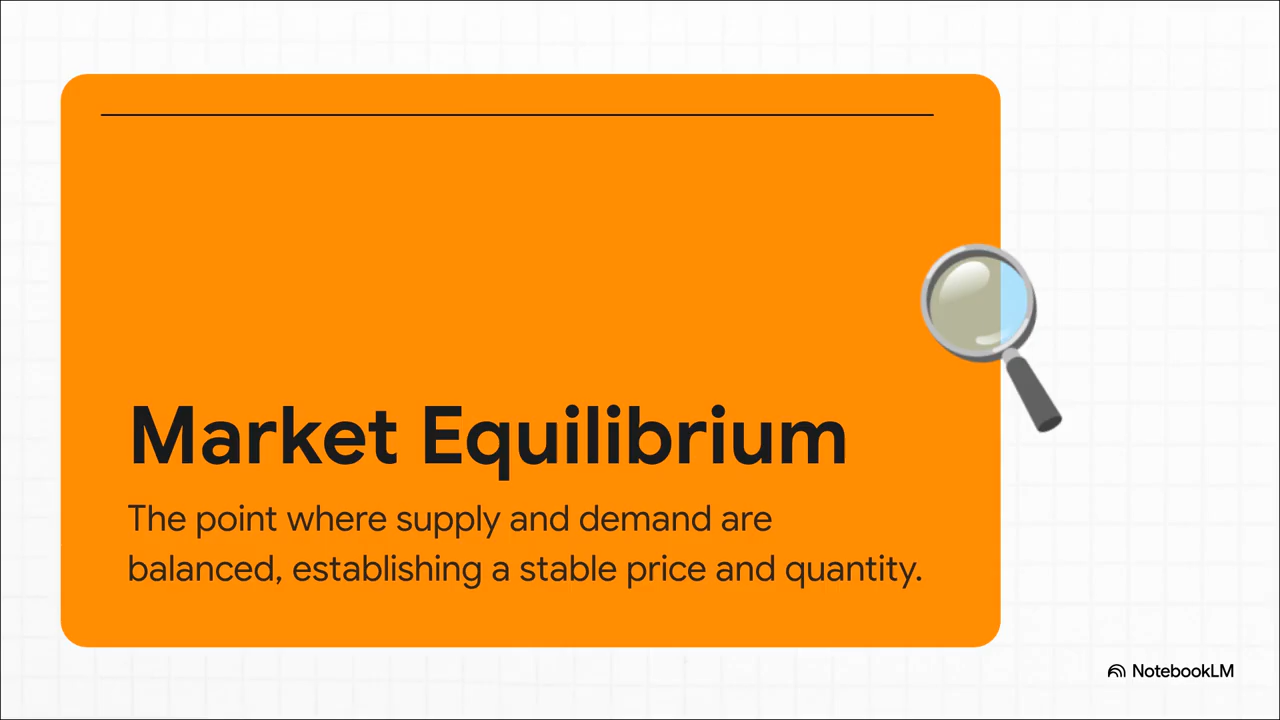 Market Equilibrium
The point where supply and demand are
balanced, establishing a stable price and quantity.
NotebookLM